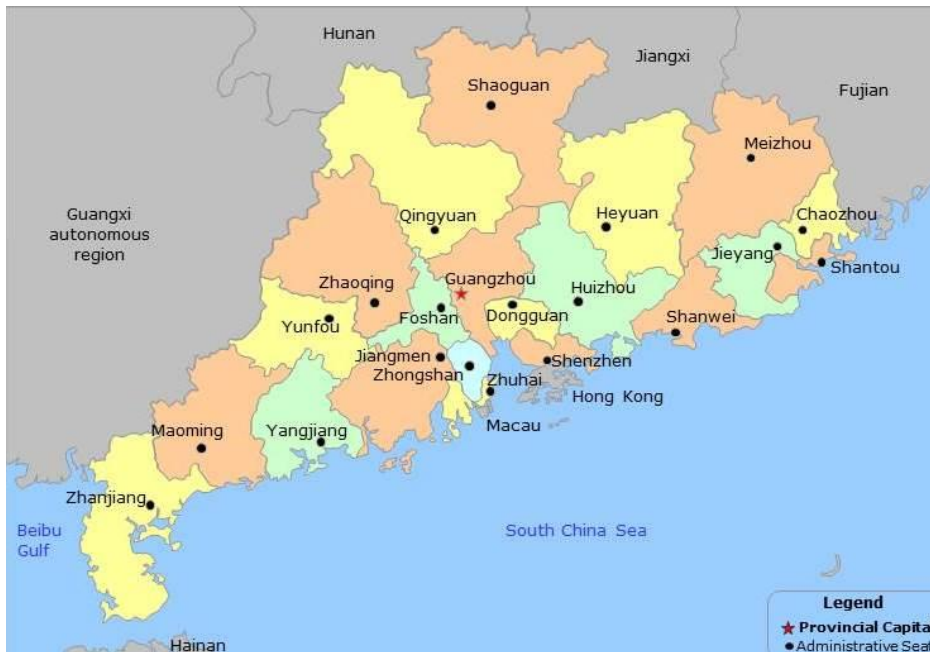 Hunan
Jiangxi
Fujian
Shaoguan
Meizhou
Guangxi
autonomous
region
Qingyuan
Heyuan
Chaozhou
Jieyang
Shantou
Zhaoqing
Guangzhou
Huizhou
Foshan
Dongguan
Shanwei
Yunfou
Jiangmen
Shenzhen
Zhongshan
Zhuhai
Hong Kong
Macau
Maoming
Yangjiang
Zhanjiang
Beibu
Gulf
South China Sea
Legend
Provincial Capita
Administrative Seat
Hainan